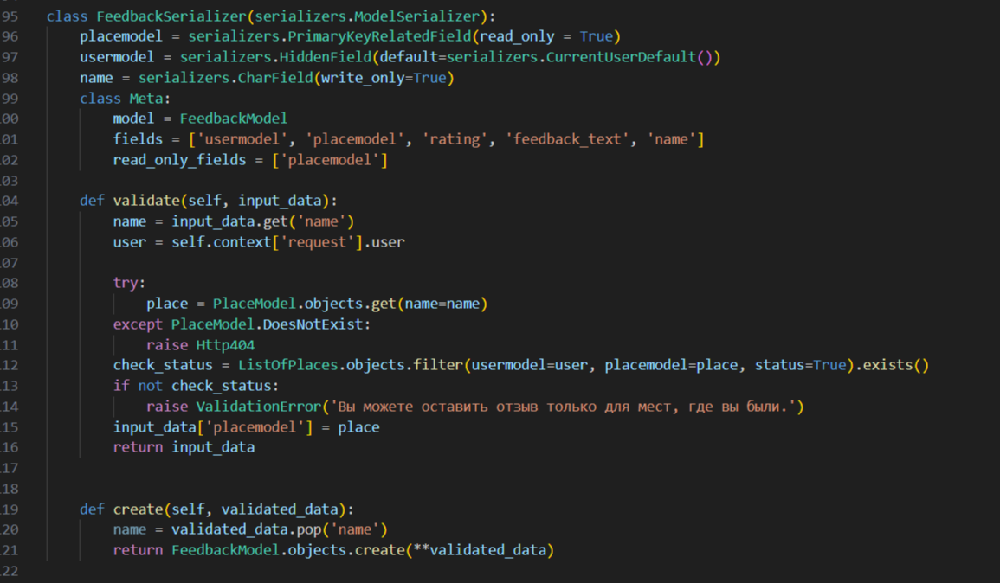 95 class FeedbackSerializer(serializers.ModelSerializer):
96     placemodel = serializers.PrimaryKeyRelatedField(read_only = True)
97     usermodel = serializers.HiddenField(default=serializers.CurrentUserDefault())
98     name = serializers.CharField(write_only=True)
99     class Meta:
00         model = FeedbackModel
01         fields = ['usermodel', 'placemodel', 'rating', 'feedback_text', 'name']
02         read_only_fields = ['placemodel']
03
04     def validate(self, input_data):
05         name = input_data.get('name')
06         user = self.context['request'].user
07
08         try:
09             place = PlaceModel.objects.get(name=name)
10         except PlaceModel.DoesNotExist:
11             raise Http404
12         check_status = ListOfPlaces.objects.filter(usermodel=user, placemodel=place, status=True).exists()
13         if not check_status:
14             raise ValidationError('Вы можете оставить отзыв только для мест, где вы были.')
15         input_data['placemodel'] = place
16         return input_data
17
18
19     def create(self, validated_data):
20         name = validated_data.pop('name')
21         return FeedbackModel.objects.create(**validated_data)
22